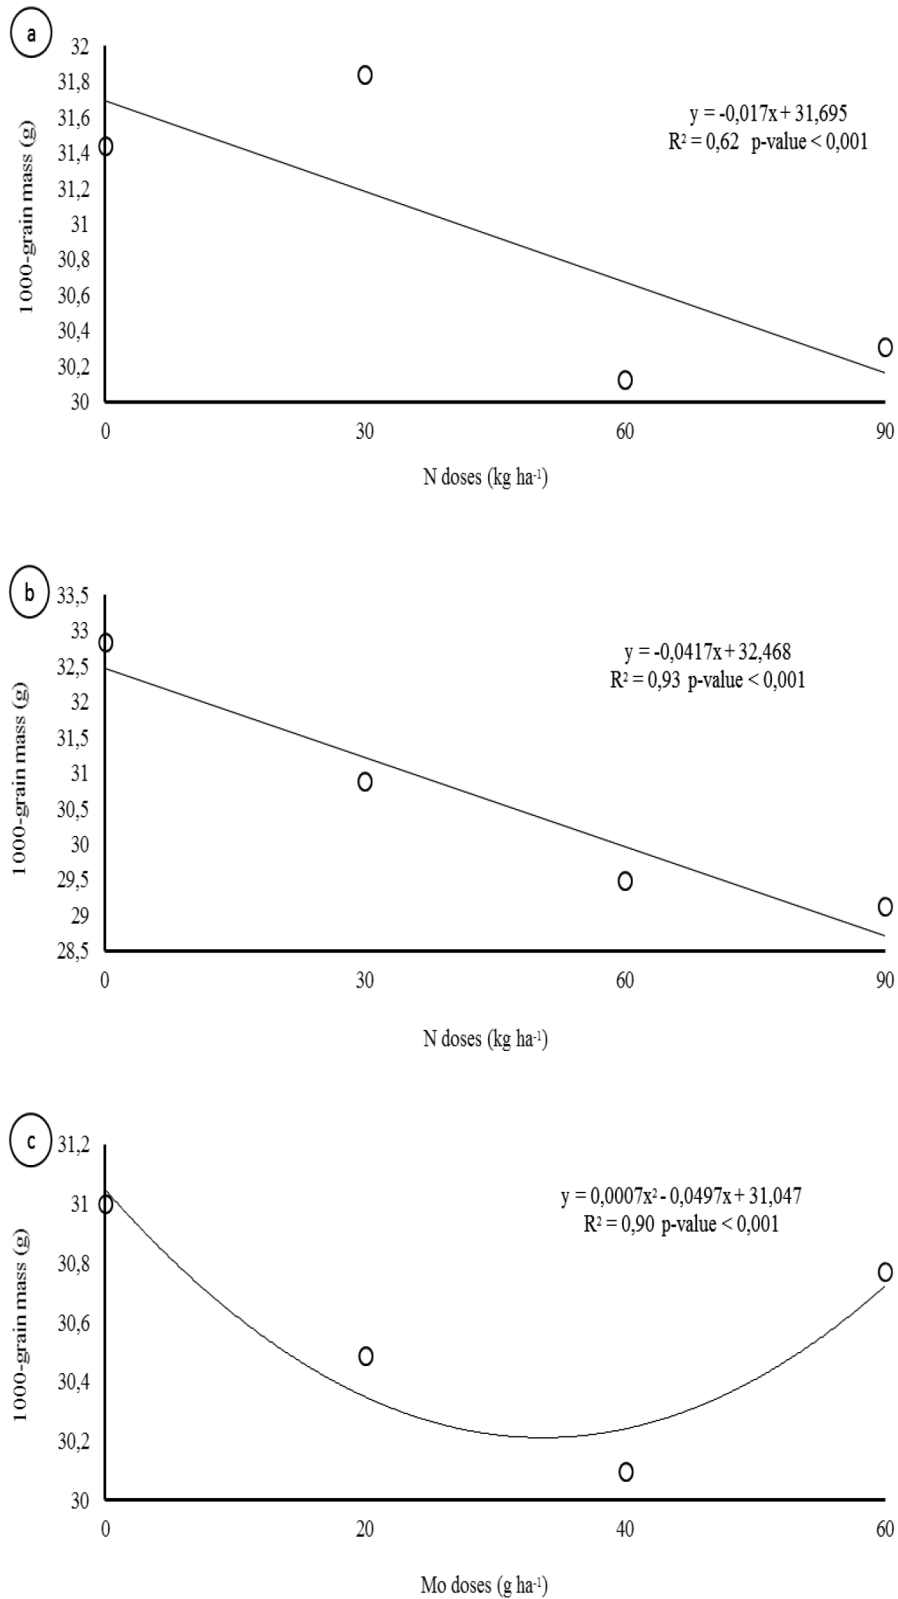 a
32
31,8
31,6
31,4
31,2
31
30,8
30,6
30,4
30,2
30
1000-grain mass (g)
y = -0,017x + 31,695
R² = 0,62 p-value < 0,001
0 30 60 90
N doses (kg ha⁻¹)
b
33,5
33
32,5
32
31,5
31
30,5
30
29,5
29
28,5
1000-grain mass (g)
y = -0,0417x + 32,468
R² = 0,93 p-value < 0,001
0 30 60 90
N doses (kg ha⁻¹)
c
31,2
31
30,8
30,6
30,4
30,2
30
1000-grain mass (g)
y = 0,0007x² - 0,0497x + 31,047
R² = 0,90 p-value < 0,001
0 20 40 60
Mo doses (g ha⁻¹)